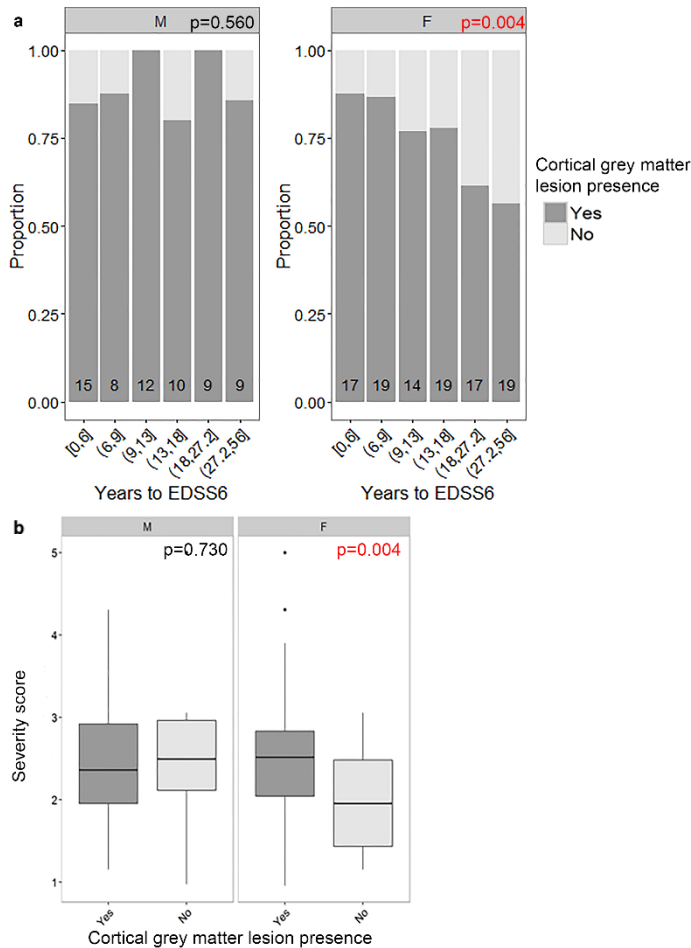 a
M p=0.560
F p=0.004
1.00
0.75
0.50
0.25
0.00
Proportion
15 8 12 10 9 9
[0,6] (6,9] (9,13] (13,18] (18,27.2] (27.2,56]
Years to EDSS6
1.00
0.75
0.50
0.25
0.00
Proportion
17 19 14 19 17 19
[0,6] (6,9] (9,13] (13,18] (18,27.2] (27.2,56]
Years to EDSS6
Cortical grey matter
lesion presence
Yes
No
b
M
F
p=0.730
p=0.004
5
4
3
2
1
Severity score
Yes No
Yes No
Cortical grey matter lesion presence